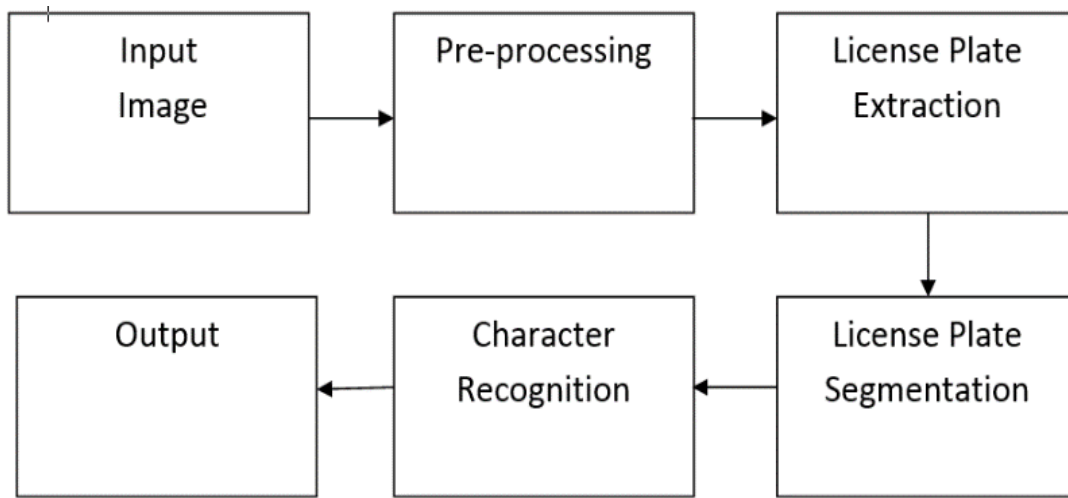 Input
Image
Pre-processing
License Plate
Extraction
Output
Character
Recognition
License Plate
Segmentation